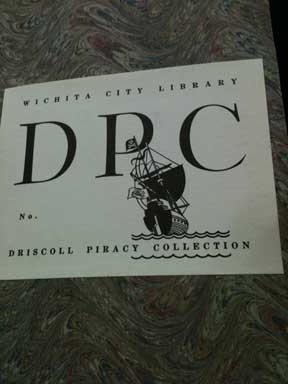 WICHITA CITY LIBRARY
DPC
No.
DRISCOLL PIRACY COLLECTION